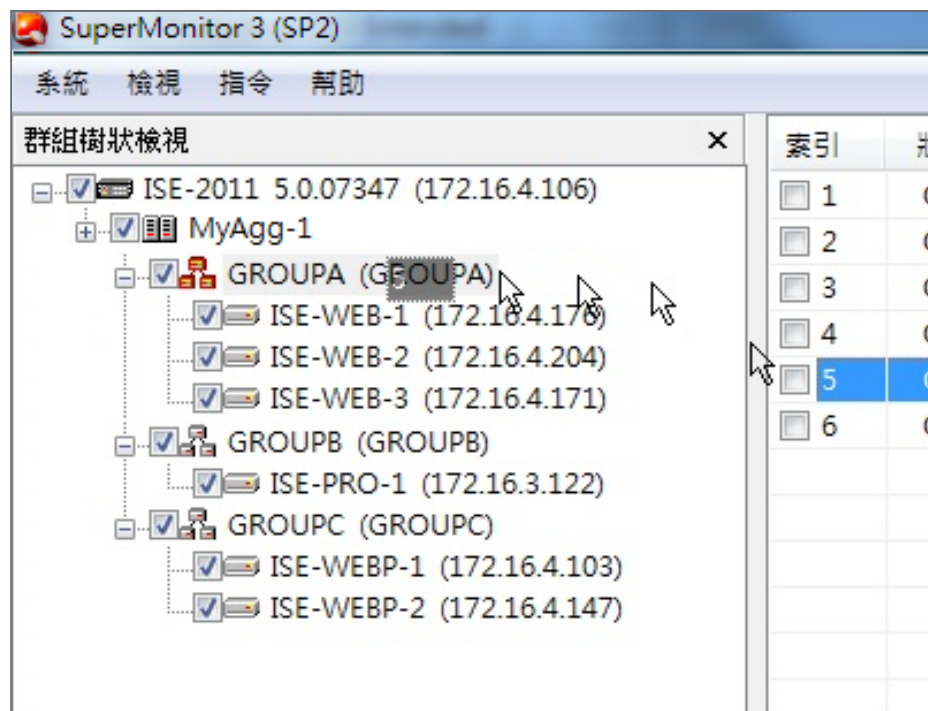 SuperMonitor 3 (SP2)
系統 檢視 指令 幫助
群組樹狀檢視
索引
ISE-2011 5.0.07347 (172.16.4.106)
MyAgg-1
GROUPA (GROUPA)
5
ISE-WEB-1 (172.16.4.176)
ISE-WEB-2 (172.16.4.204)
ISE-WEB-3 (172.16.4.171)
GROUPB (GROUPB)
ISE-PRO-1 (172.16.3.122)
GROUPC (GROUPC)
ISE-WEBP-1 (172.16.4.103)
ISE-WEBP-2 (172.16.4.147)
1
2
3
4
5
6